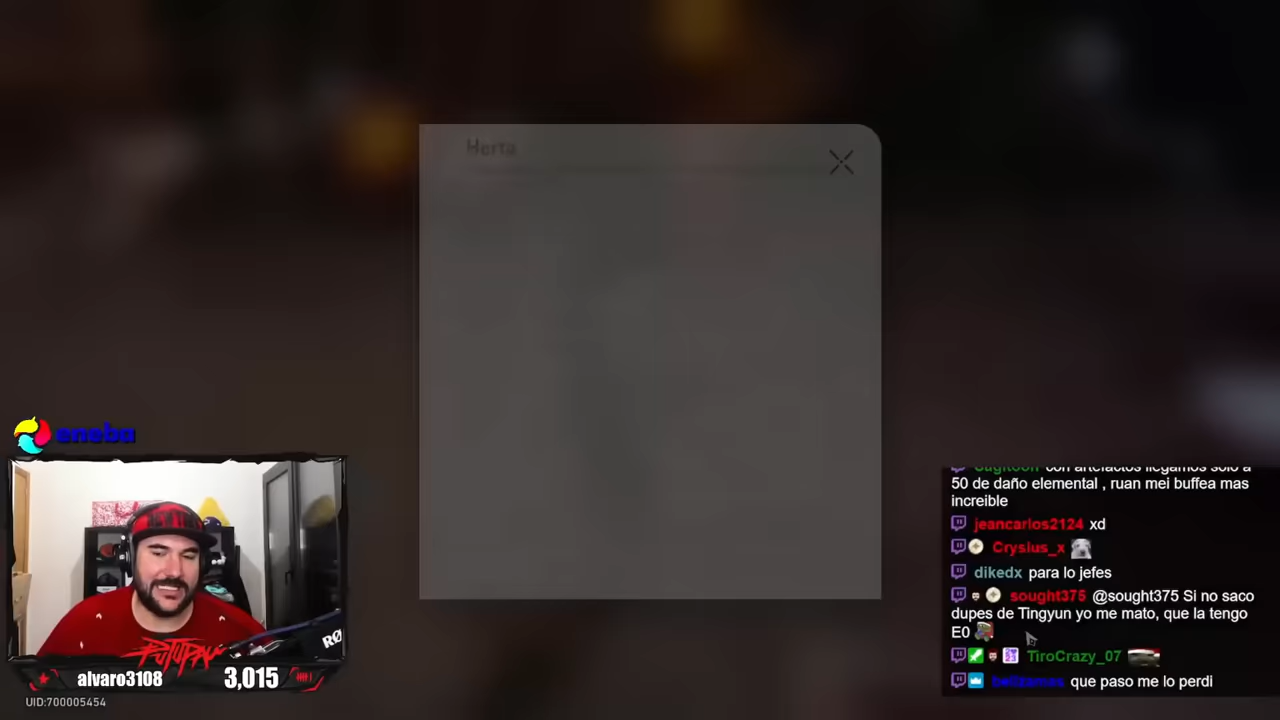 Herta
eneba
con artefactos llegamos solo a
50 de daño elemental , ruan mei buffea mas
increible
jeancarlos2124 xd
Crysius_x
dikedx para lo jefes
sought375 @sought375 Si no saco
dupes de Tingyun yo me mato, que la tengo
E0
TiroCrazy_07
que paso me lo perdi
alvaro3108 3,015
UID:700005454